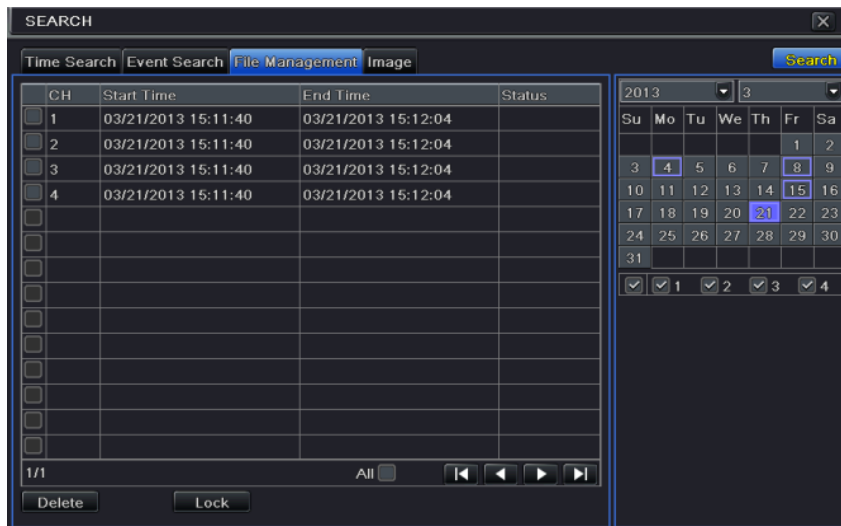 SEARCH
Time Search Event Search File Management Image
Search
CH Start Time End Time Status
1 03/21/2013 15:11:40 03/21/2013 15:12:04
2 03/21/2013 15:11:40 03/21/2013 15:12:04
3 03/21/2013 15:11:40 03/21/2013 15:12:04
4 03/21/2013 15:11:40 03/21/2013 15:12:04
1/1 All
Delete Lock
2013 3
Su Mo Tu We Th Fr Sa
1 2
3 4 5 6 7 8 9
10 11 12 13 14 15 16
17 18 19 20 21 22 23
24 25 26 27 28 29 30
31
1 2 3 4